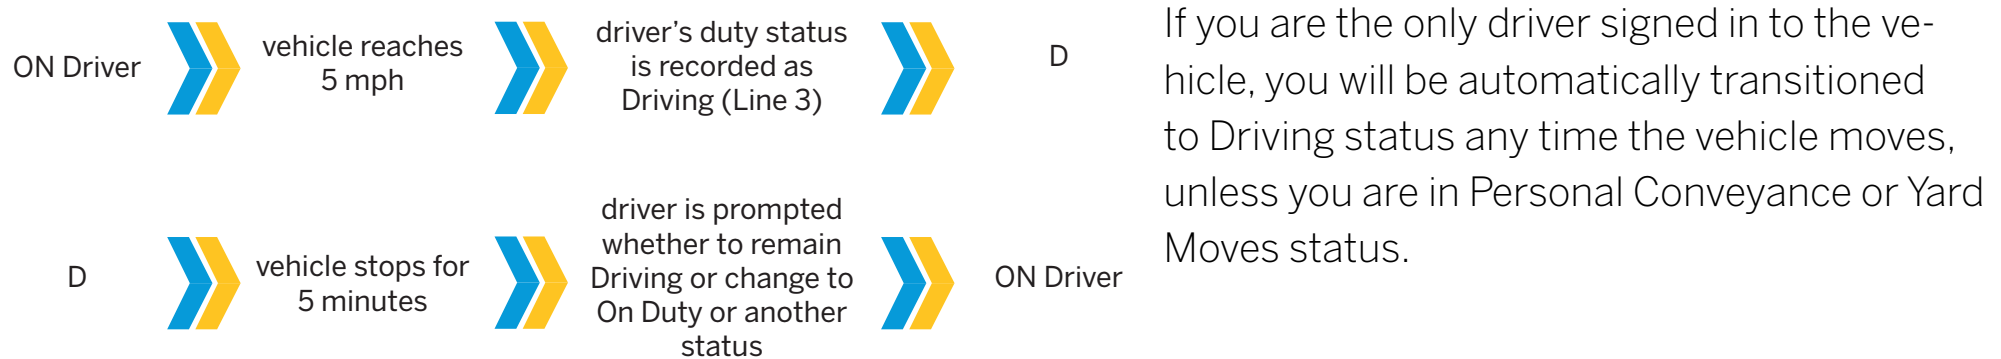 ON Driver
vehicle reaches
5 mph
driver’s duty status
is recorded as
Driving (Line 3)
D
D
vehicle stops for
5 minutes
driver is prompted
whether to remain
Driving or change to
On Duty or another
status
ON Driver
If you are the only driver signed in to the ve-
hicle, you will be automatically transitioned
to Driving status any time the vehicle moves,
unless you are in Personal Conveyance or Yard
Moves status.